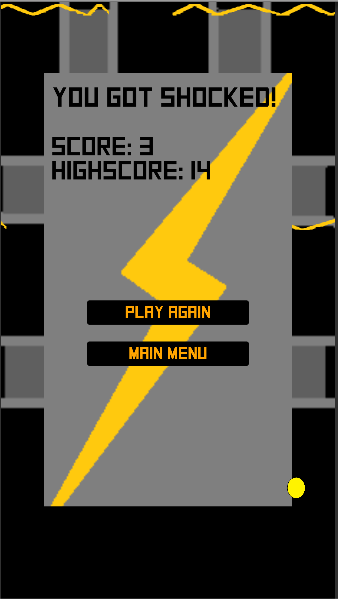 YOU GOT SHOCKED!
SCORE: 3
HIGHSCORE: 14
PLAY AGAIN
MAIN MENU